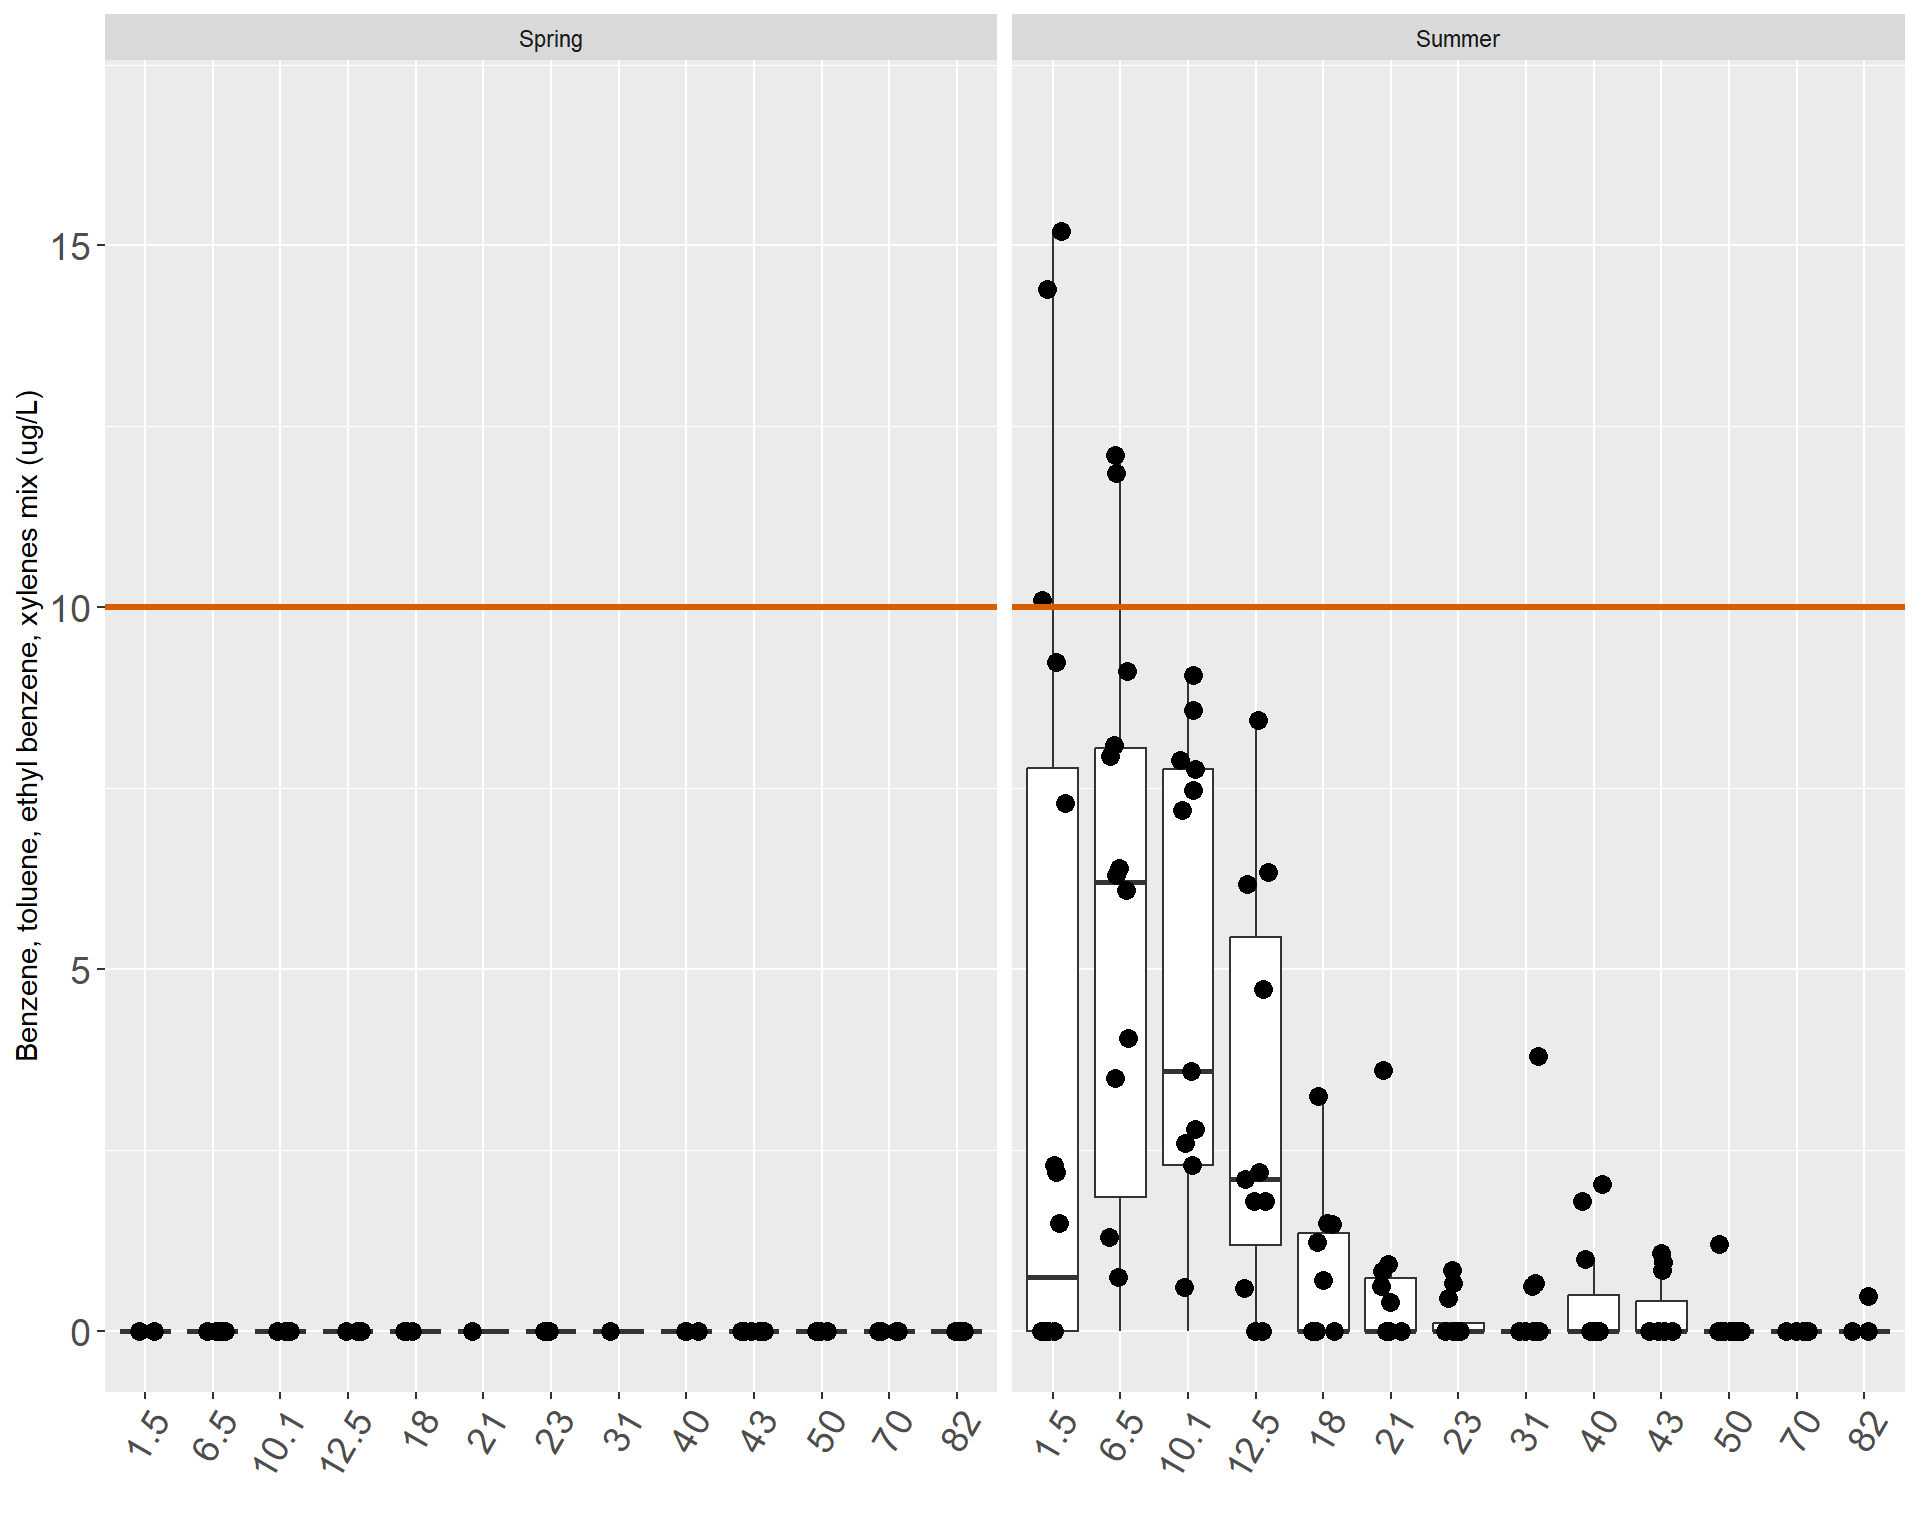 Spring
Summer
Benzene, toluene, ethyl benzene, xylenes mix (ug/L)
15
10
5
0
1.5 6.5 10.1 12.5 18 21 23 31 40 43 50 70 82
1.5 6.5 10.1 12.5 18 21 23 31 40 43 50 70 82